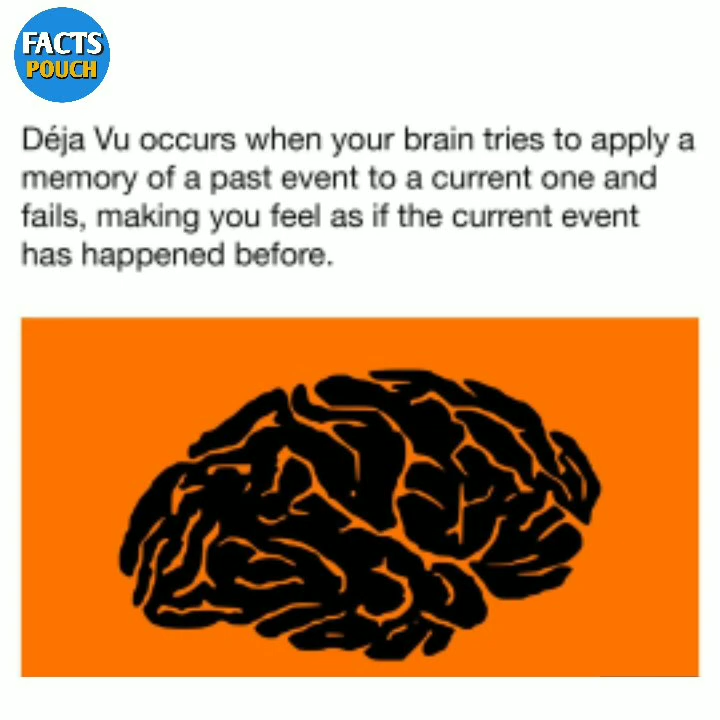 FACTS
POUCH
Déja Vu occurs when your brain tries to apply a
memory of a past event to a current one and
fails, making you feel as if the current event
has happened before.